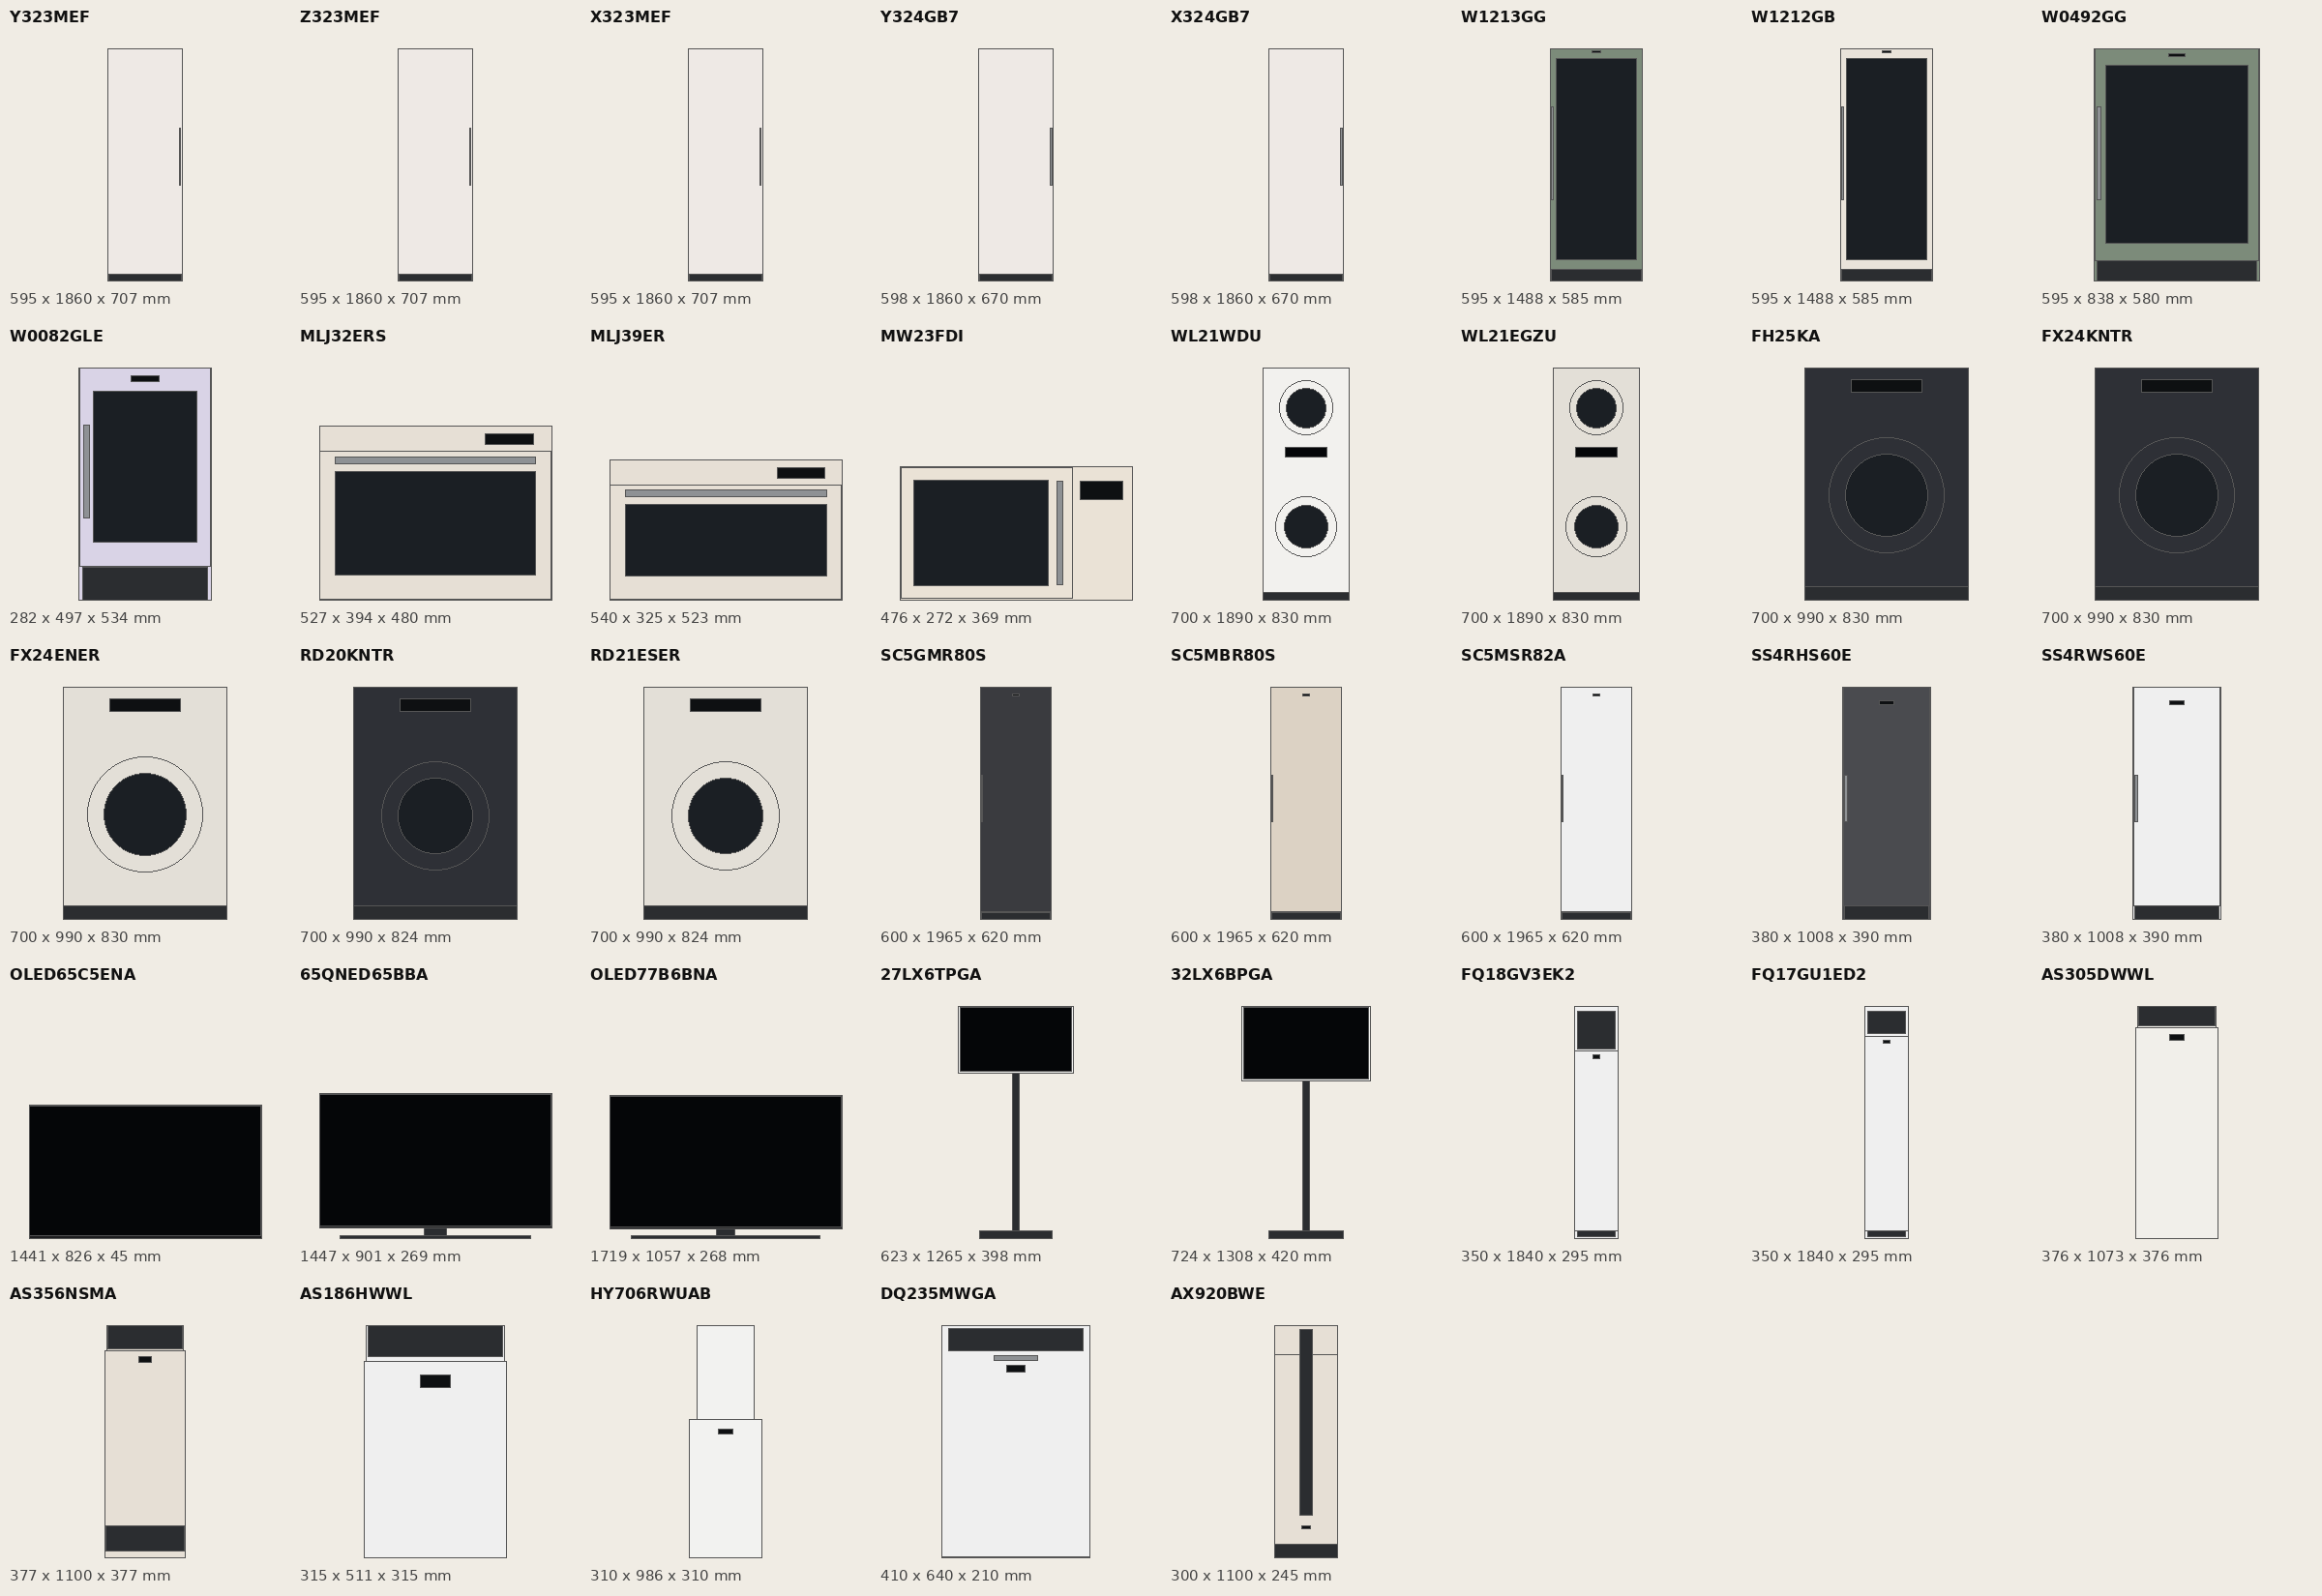 Y323MEF
Z323MEF
X323MEF
Y324GB7
X324GB7
W1213GG
W1212GB
W0492GG
595 x 1860 x 707 mm
595 x 1860 x 707 mm
595 x 1860 x 707 mm
598 x 1860 x 670 mm
598 x 1860 x 670 mm
595 x 1488 x 585 mm
595 x 1488 x 585 mm
595 x 838 x 580 mm
W0082GLE
MLJ32ERS
MLJ39ER
MW23FDI
WL21WDU
WL21EGZU
FH25KA
FX24KNTR
282 x 497 x 534 mm
527 x 394 x 480 mm
540 x 325 x 523 mm
476 x 272 x 369 mm
700 x 1890 x 830 mm
700 x 1890 x 830 mm
700 x 990 x 830 mm
700 x 990 x 830 mm
FX24ENER
RD20KNTR
RD21ESER
SC5GMR80S
SC5MBR80S
SC5MSR82A
SS4RHS60E
SS4RWS60E
700 x 990 x 830 mm
700 x 990 x 824 mm
700 x 990 x 824 mm
600 x 1965 x 620 mm
600 x 1965 x 620 mm
600 x 1965 x 620 mm
380 x 1008 x 390 mm
380 x 1008 x 390 mm
OLED65C5ENA
65QNED65BBA
OLED77B6BNA
27LX6TPGA
32LX6BPGA
FQ18GV3EK2
FQ17GU1ED2
AS305DWWL
1441 x 826 x 45 mm
1447 x 901 x 269 mm
1719 x 1057 x 268 mm
623 x 1265 x 398 mm
724 x 1308 x 420 mm
350 x 1840 x 295 mm
350 x 1840 x 295 mm
376 x 1073 x 376 mm
AS356NSMA
AS186HWWL
HY706RWUAB
DQ235MWGA
AX920BWE
377 x 1100 x 377 mm
315 x 511 x 315 mm
310 x 986 x 310 mm
410 x 640 x 210 mm
300 x 1100 x 245 mm